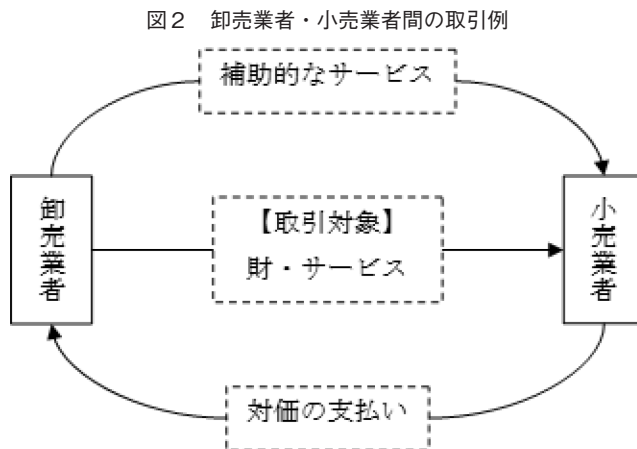 図2 卸売業者・小売業者間の取引例
補助的なサービス
卸売業者
【取引対象】
財・サービス
小売業者
対価の支払い